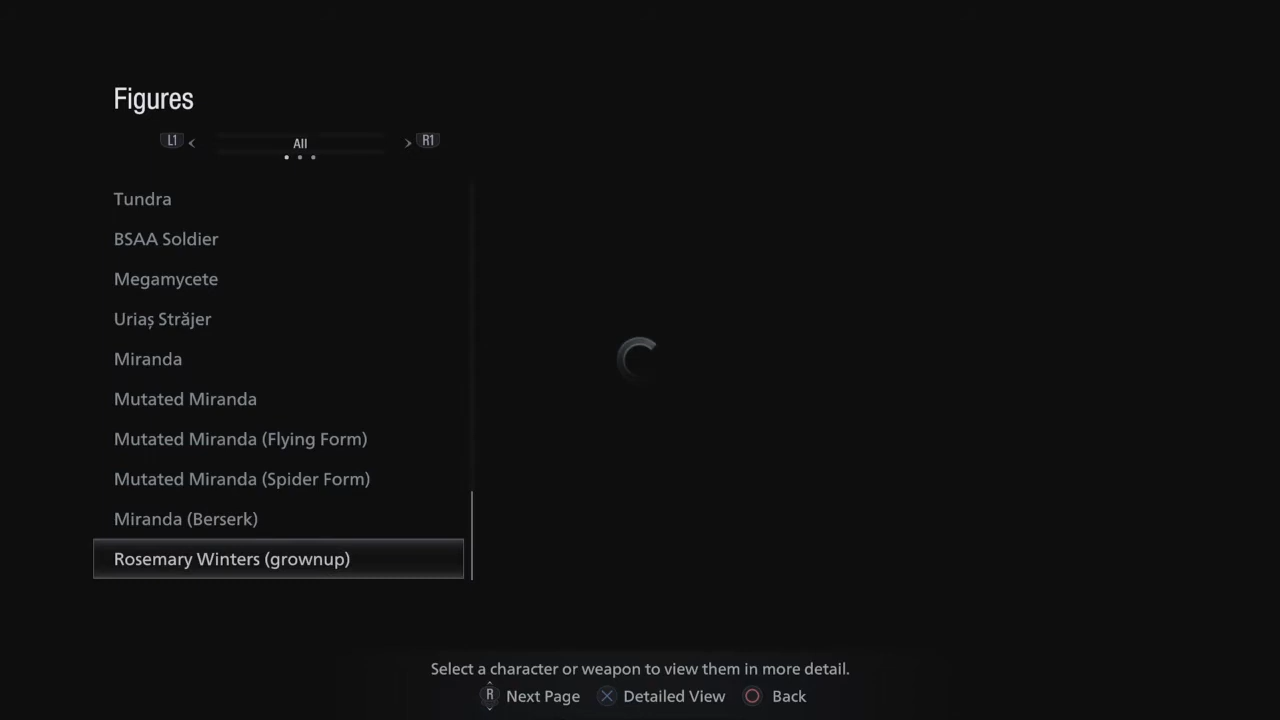 Figures
L1 < All > R1
Tundra
BSAA Soldier
Megamycete
Uriaș Străjer
Miranda
Mutated Miranda
Mutated Miranda (Flying Form)
Mutated Miranda (Spider Form)
Miranda (Berserk)
Rosemary Winters (grownup)
Select a character or weapon to view them in more detail.
R Next Page Detailed View Back